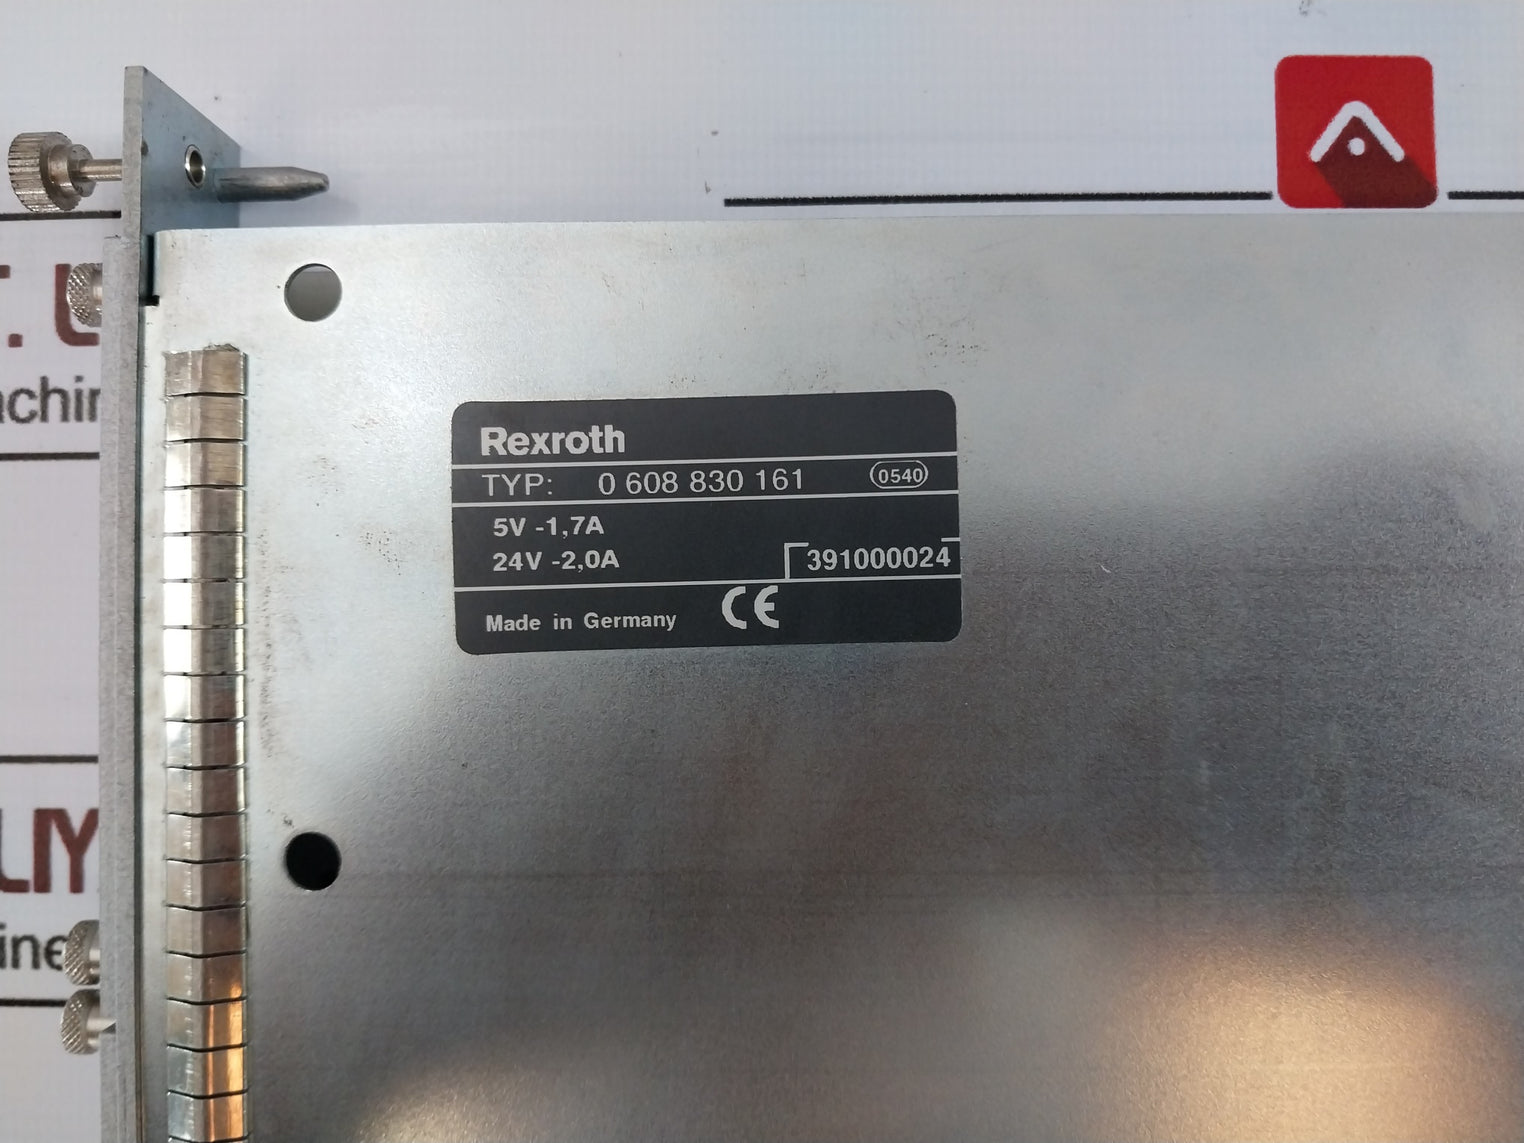 Rexroth
TYP: 0 608 830 161 0540
5V -1,7A
24V -2,0A
391000024
Made in Germany CE